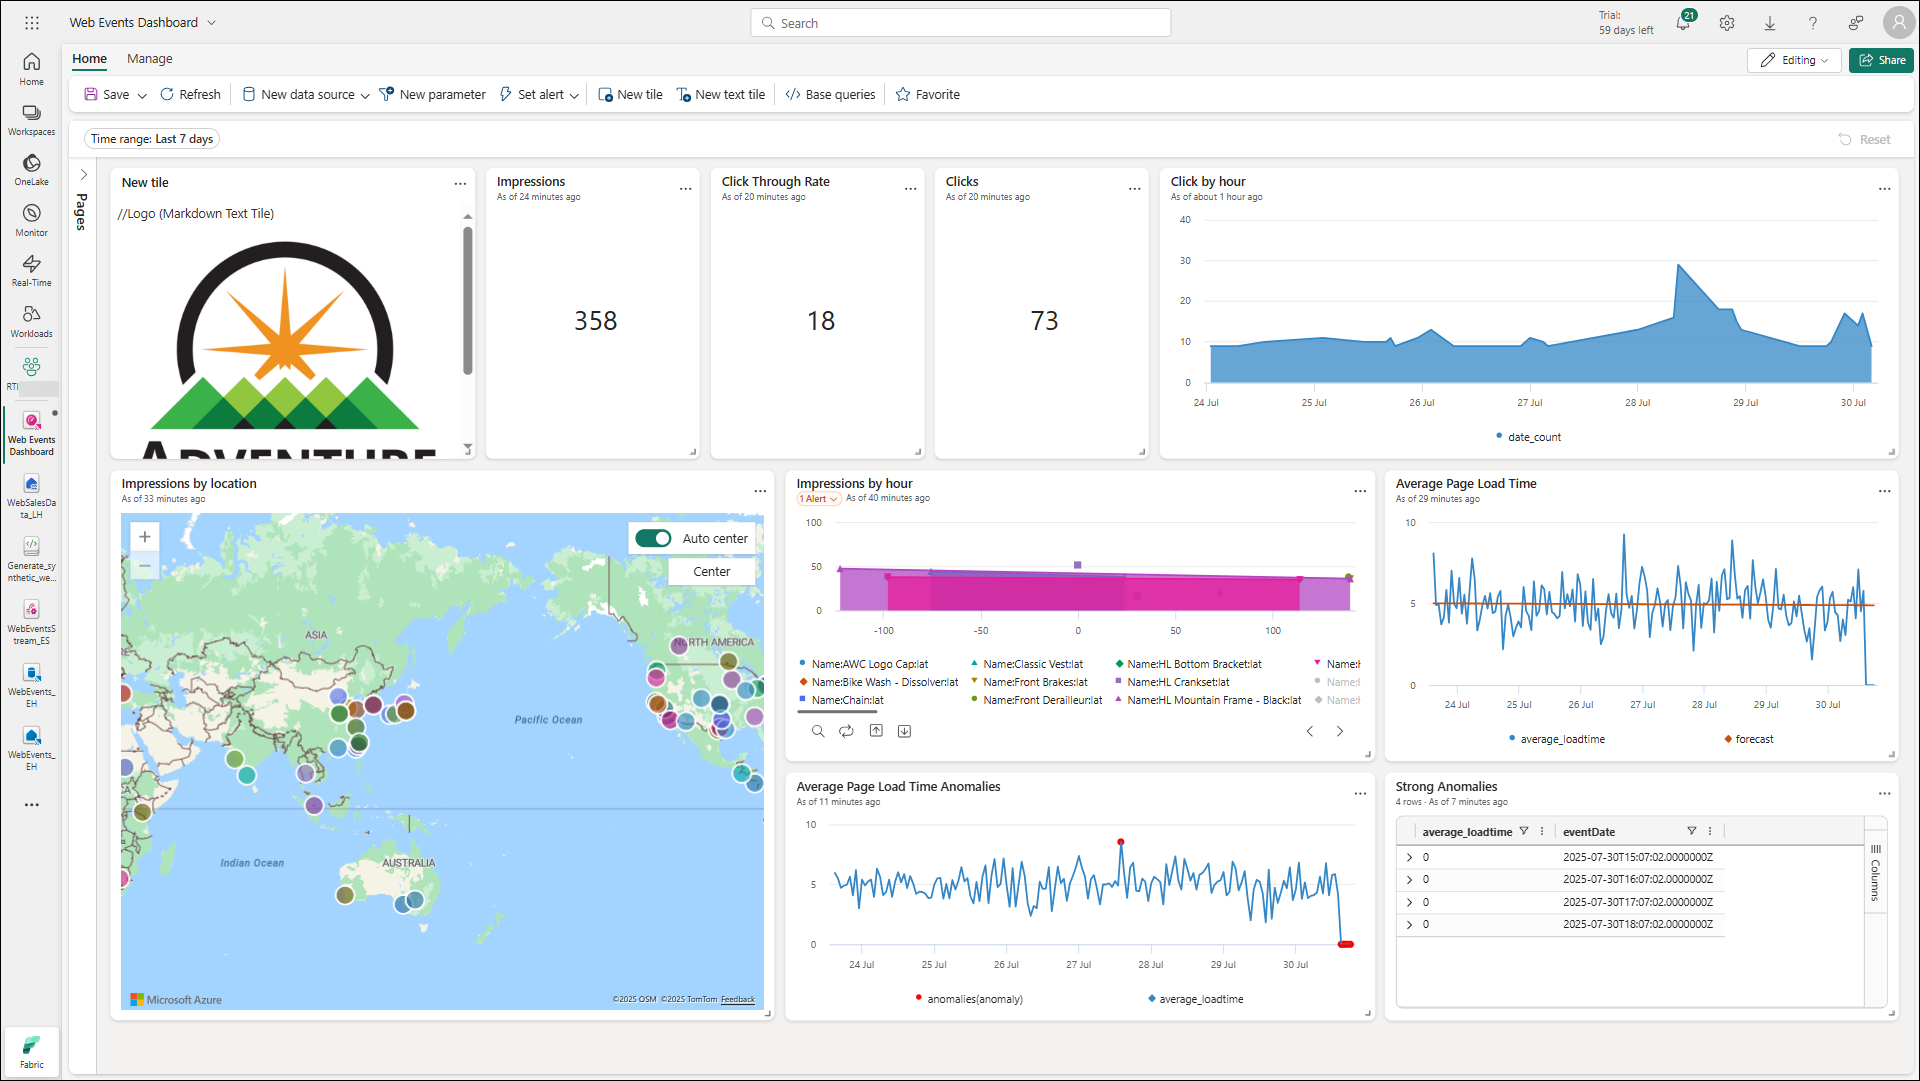 Web Events Dashboard
Search
Trial:
59 days left
21
Home
Workspaces
OneLake
Monitor
Real-Time
Workloads
RTI
Web Events
Dashboard
WebSalesDa
ta_LH
Generate_sy
nthetic_we...
WebEventsS
tream_ES
WebEvents_
EH
WebEvents_
EH
Fabric
Home
Manage
Editing
Share
Save
Refresh
New data source
New parameter
Set alert
New tile
New text tile
Base queries
Favorite
Time range: Last 7 days
Reset
Pages
New tile
//Logo (Markdown Text Tile)
ADVENTURE
Impressions
As of 24 minutes ago
358
Click Through Rate
As of 20 minutes ago
18
Clicks
As of 20 minutes ago
73
Click by hour
As of about 1 hour ago
40
30
20
10
0
24 Jul
25 Jul
26 Jul
27 Jul
28 Jul
29 Jul
30 Jul
date_count
Impressions by location
As of 33 minutes ago
Auto center
Center
ASIA
NORTH AMERICA
Pacific Ocean
Indian Ocean
AUSTRALIA
CA
Microsoft Azure
©2025 OSM ©2025 TomTom Feedback
Impressions by hour
1 Alert
As of 40 minutes ago
100
50
0
-100
-50
0
50
100
Name:AWC Logo Cap:lat
Name:Classic Vest:lat
Name:HL Bottom Bracket:lat
Name:H
Name:Bike Wash - Dissolver:lat
Name:Front Brakes:lat
Name:HL Crankset:lat
Name:H
Name:Chain:lat
Name:Front Derailleur:lat
Name:HL Mountain Frame - Black:lat
Name:H
Average Page Load Time
As of 29 minutes ago
10
5
0
24 Jul
25 Jul
26 Jul
27 Jul
28 Jul
29 Jul
30 Jul
average_loadtime
forecast
Average Page Load Time Anomalies
As of 11 minutes ago
10
5
0
24 Jul
25 Jul
26 Jul
27 Jul
28 Jul
29 Jul
30 Jul
anomalies(anomaly)
average_loadtime
Strong Anomalies
4 rows · As of 7 minutes ago
average_loadtime
eventDate
0
2025-07-30T15:07:02.0000000Z
0
2025-07-30T16:07:02.0000000Z
0
2025-07-30T17:07:02.0000000Z
0
2025-07-30T18:07:02.0000000Z
Columns